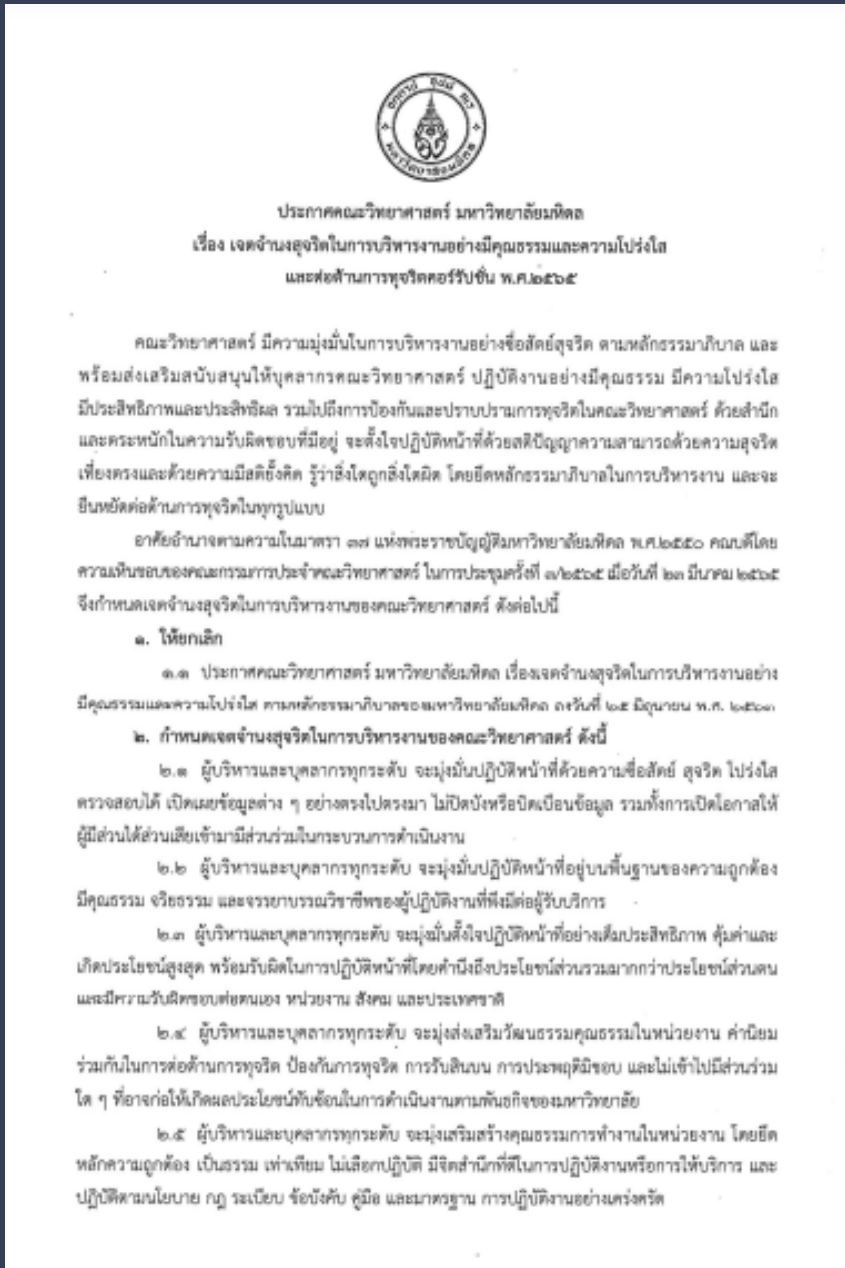 อตฺตานํ อุปมํ กเร
มหาวิทยาลัยมหิดล
ประกาศคณะวิทยาศาสตร์ มหาวิทยาลัยมหิดล
เรื่อง เจตจำนงสุจริตในการบริหารงานอย่างมีคุณธรรมและความโปร่งใส
และต่อต้านการทุจริตคอร์รัปชั่น พ.ศ.๒๕๖๕
คณะวิทยาศาสตร์ มีความมุ่งมั่นในการบริหารงานอย่างซื่อสัตย์สุจริต ตามหลักธรรมาภิบาล และ
พร้อมส่งเสริมสนับสนุนให้บุคลากรคณะวิทยาศาสตร์ ปฏิบัติงานอย่างมีคุณธรรม มีความโปร่งใส
มีประสิทธิภาพและประสิทธิผล รวมไปถึงการป้องกันและปราบปรามการทุจริตในคณะวิทยาศาสตร์ ด้วยสำนึก
และตระหนักในความรับผิดชอบที่มีอยู่ จะตั้งใจปฏิบัติหน้าที่ด้วยสติปัญญาความสามารถด้วยความสุจริต
เที่ยงตรงและด้วยความมีสติยั้งคิด รู้ว่าสิ่งใดถูกสิ่งใดผิด โดยยึดหลักธรรมาภิบาลในการบริหารงาน และจะ
ยืนหยัดต่อต้านการทุจริตในทุกรูปแบบ
อาศัยอำนาจตามความในมาตรา ๓๗ แห่งพระราชบัญญัติมหาวิทยาลัยมหิดล พ.ศ.๒๕๕๐ คณบดีโดย
ความเห็นชอบของคณะกรรมการประจำคณะวิทยาศาสตร์ ในการประชุมครั้งที่ ๗/๒๕๖๕ เมื่อวันที่ ๒๓ มีนาคม ๒๕๖๕
จึงกำหนดเจตจำนงสุจริตในการบริหารงานของคณะวิทยาศาสตร์ ดังต่อไปนี้
๑. ให้ยกเลิก
๑.๑ ประกาศคณะวิทยาศาสตร์ มหาวิทยาลัยมหิดล เรื่องเจตจำนงสุจริตในการบริหารงานอย่าง
มีคุณธรรมและความโปร่งใส ตามหลักธรรมาภิบาลของมหาวิทยาลัยมหิดล ลงวันที่ ๒๕ มิถุนายน พ.ศ. ๒๕๖๑
๒. กำหนดเจตจำนงสุจริตในการบริหารงานของคณะวิทยาศาสตร์ ดังนี้
๒.๑ ผู้บริหารและบุคลากรทุกระดับ จะมุ่งมั่นปฏิบัติหน้าที่ด้วยความซื่อสัตย์ สุจริต โปร่งใส
ตรวจสอบได้ เปิดเผยข้อมูลต่าง ๆ อย่างตรงไปตรงมา ไม่ปิดบังหรือบิดเบือนข้อมูล รวมทั้งการเปิดโอกาสให้
ผู้มีส่วนได้ส่วนเสียเข้ามามีส่วนร่วมในกระบวนการดำเนินงาน
๒.๒ ผู้บริหารและบุคลากรทุกระดับ จะมุ่งมั่นปฏิบัติหน้าที่อยู่บนพื้นฐานของความถูกต้อง
มีคุณธรรม จริยธรรม และจรรยาบรรณวิชาชีพของผู้ปฏิบัติงานที่พึงมีต่อผู้รับบริการ
๒.๓ ผู้บริหารและบุคลากรทุกระดับ จะมุ่งมั่นตั้งใจปฏิบัติหน้าที่อย่างเต็มประสิทธิภาพ คุ้มค่าและ
เกิดประโยชน์สูงสุด พร้อมรับผิดในการปฏิบัติหน้าที่โดยคำนึงถึงประโยชน์ส่วนรวมมากกว่าประโยชน์ส่วนตน
และมีความรับผิดชอบต่อตนเอง หน่วยงาน สังคม และประเทศชาติ
๒.๔ ผู้บริหารและบุคลากรทุกระดับ จะมุ่งส่งเสริมวัฒนธรรมคุณธรรมในหน่วยงาน ค่านิยม
ร่วมกันในการต่อต้านการทุจริต ป้องกันการทุจริต การรับสินบน การประพฤติมิชอบ และไม่เข้าไปมีส่วนร่วม
ใด ๆ ที่อาจก่อให้เกิดผลประโยชน์ทับซ้อนในการดำเนินงานตามพันธกิจของมหาวิทยาลัย
๒.๕ ผู้บริหารและบุคลากรทุกระดับ จะมุ่งเสริมสร้างคุณธรรมการทำงานในหน่วยงาน โดยยึด
หลักความถูกต้อง เป็นธรรม เท่าเทียม ไม่เลือกปฏิบัติ มีจิตสำนึกที่ดีในการปฏิบัติงานหรือการให้บริการ และ
ปฏิบัติตามนโยบาย กฎ ระเบียบ ข้อบังคับ คู่มือ และมาตรฐาน การปฏิบัติงานอย่างเคร่งครัด